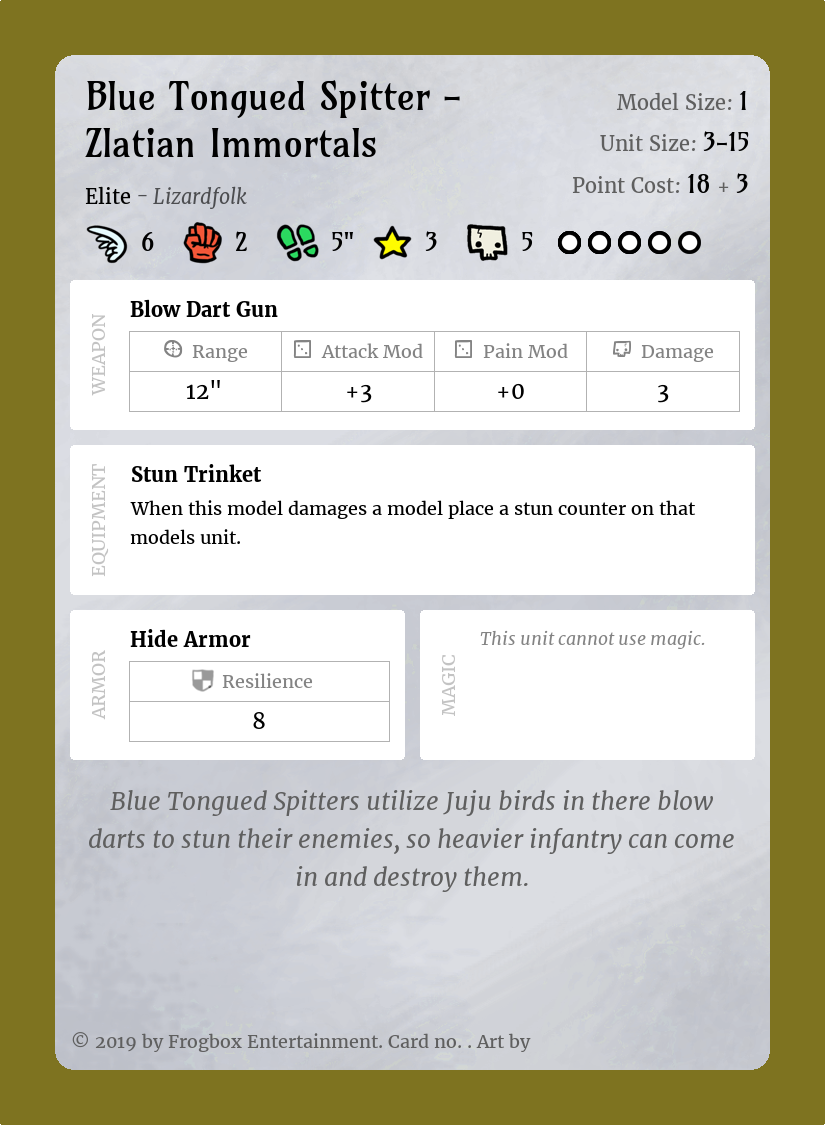 Blue Tongued Spitter –
Zlatian Immortals
Model Size: 1
Unit Size: 3–15
Point Cost: 18 + 3
Elite – Lizardfolk
6 2 5" 3 5
WEAPON
Blow Dart Gun
Range Attack Mod Pain Mod Damage
12" +3 +0 3
EQUIPMENT
Stun Trinket
When this model damages a model place a stun counter on that
models unit.
ARMOR
Hide Armor
Resilience
8
MAGIC
This unit cannot use magic.
Blue Tongued Spitters utilize Juju birds in there blow
darts to stun their enemies, so heavier infantry can come
in and destroy them.
© 2019 by Frogbox Entertainment. Card no. . Art by